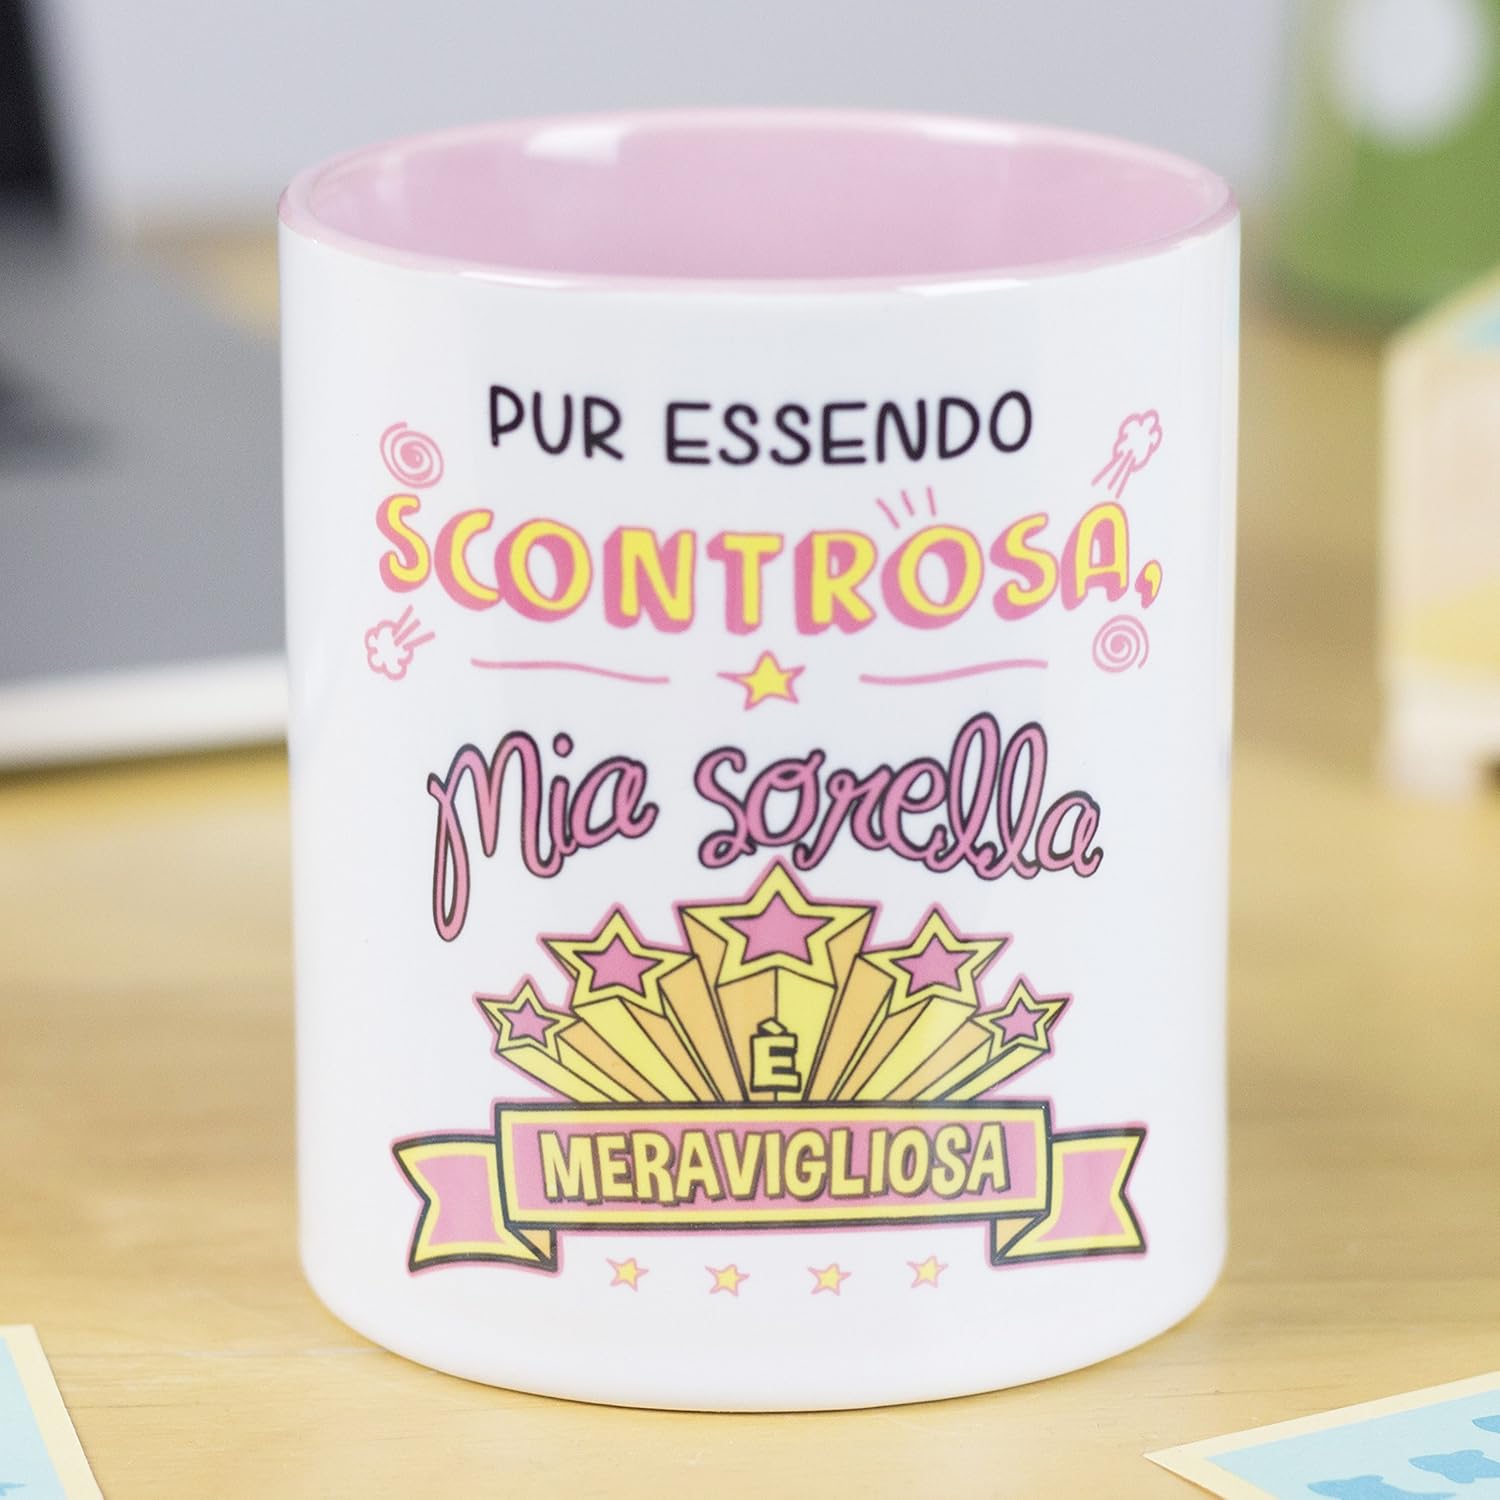 PUR ESSENDO
SCONTROSA,
Mia sorella
È
MERAVIGLIOSA